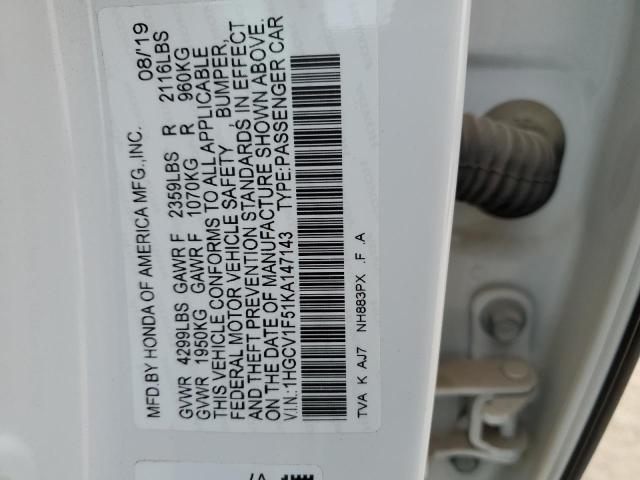 MFD.BY HONDA OF AMERICA MFG.,INC. 08/'19
GVWR 4299LBS GAWR F 2359LBS R 2116LBS
GVWR 1950KG GAWR F 1070KG R 960KG
THIS VEHICLE CONFORMS TO ALL APPLICABLE
FEDERAL MOTOR VEHICLE SAFETY , BUMPER,
AND THEFT PREVENTION STANDARDS IN EFFECT
ON THE DATE OF MANUFACTURE SHOWN ABOVE.
V.I.N.:1HGCV1F51KA147143 TYPE:PASSENGER CAR
TVA K AJ7 NH883PX .F .A